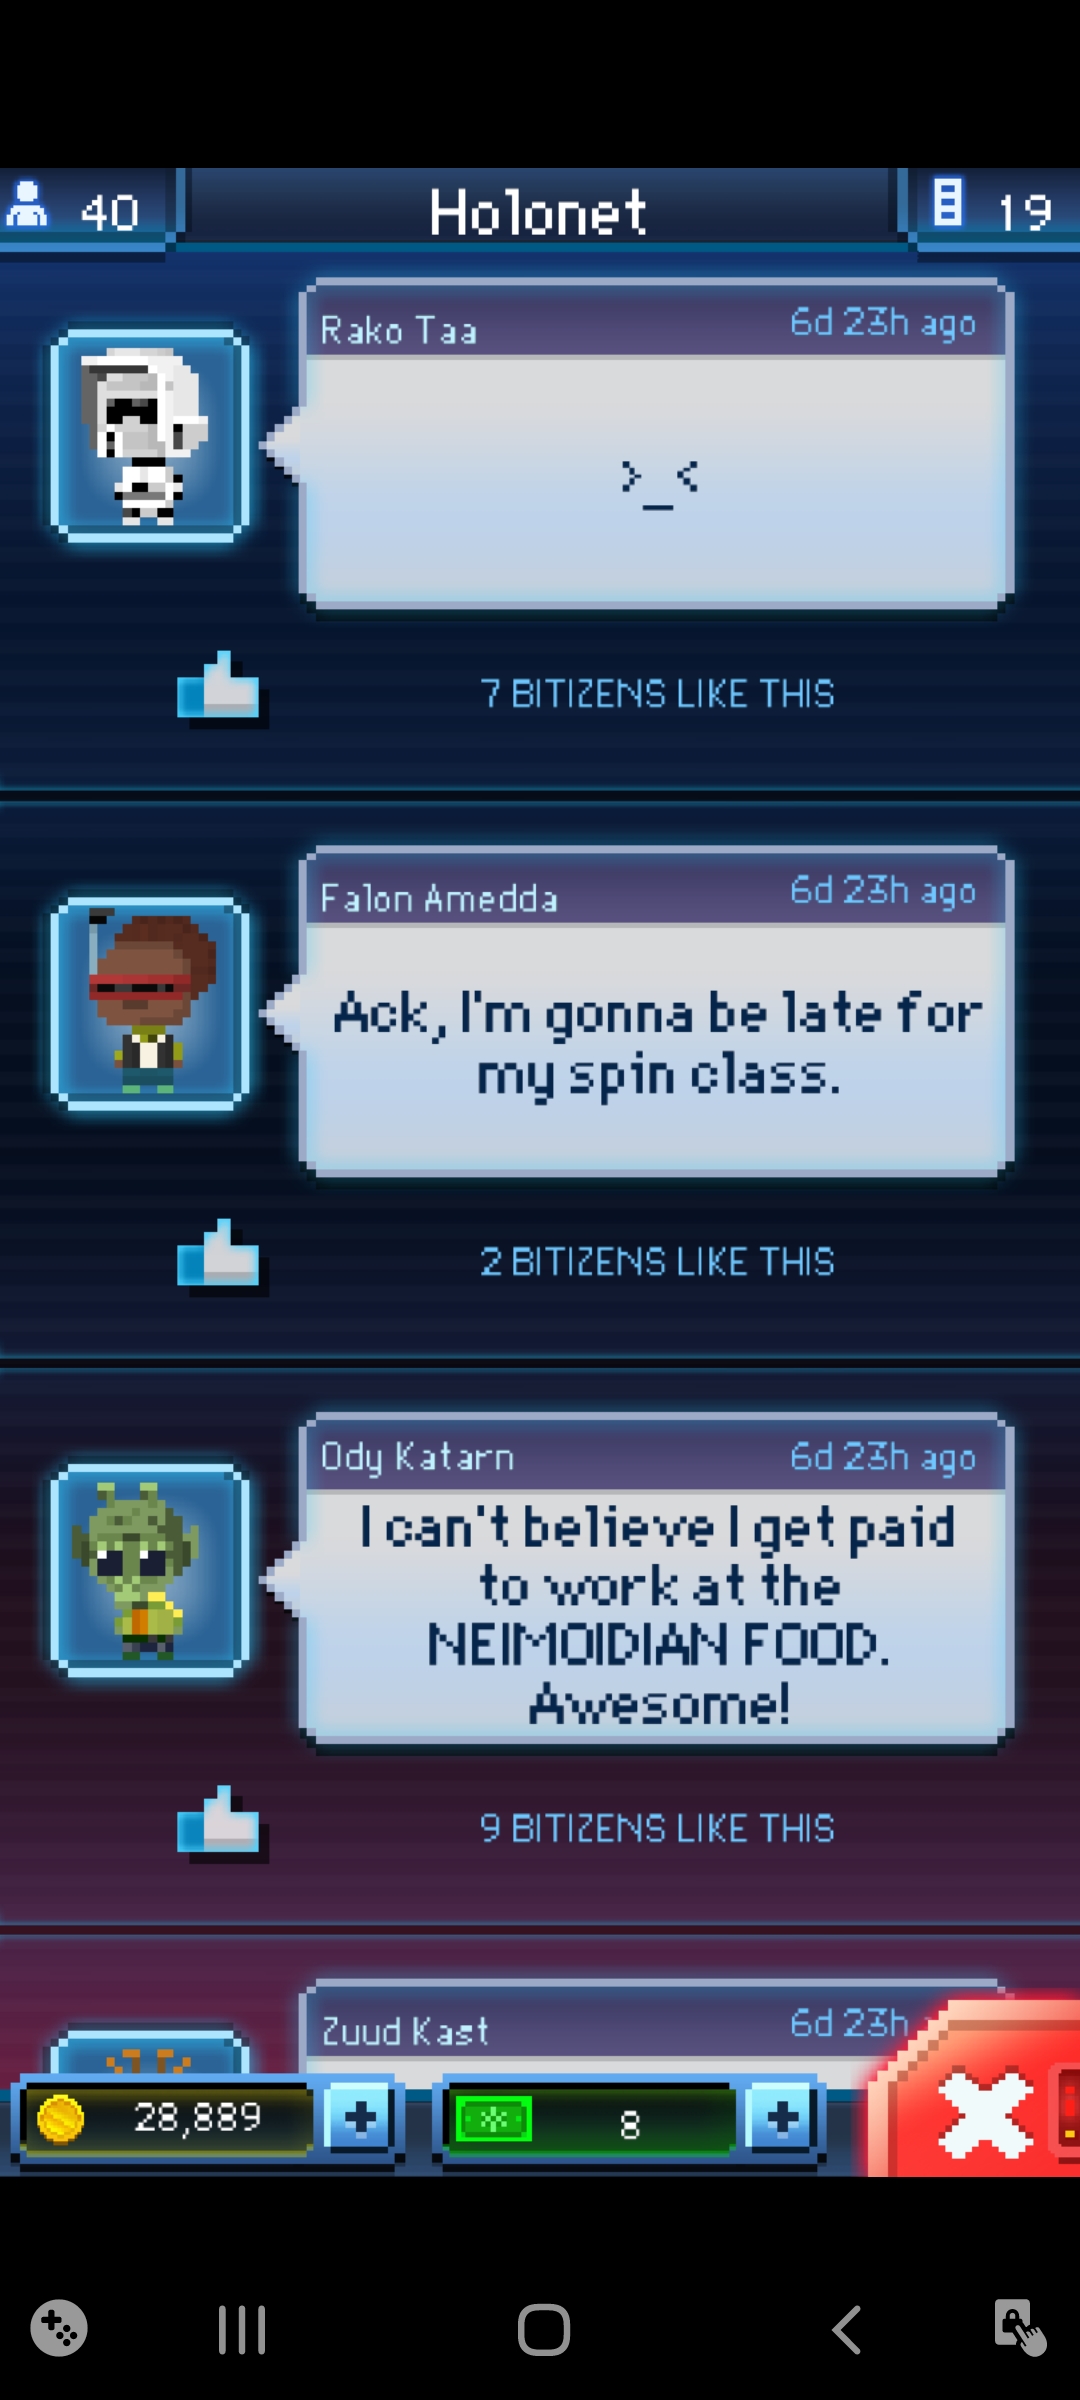 40
Holonet
19
Rako Taa
6d 23h ago
>_<
7 BITIZENS LIKE THIS
Falon Amedda
6d 23h ago
Ack, I'm gonna be late for
my spin class.
2 BITIZENS LIKE THIS
Ody Katarn
6d 23h ago
I can't believe I get paid
to work at the
NEIMOIDIAN FOOD.
Awesome!
9 BITIZENS LIKE THIS
Zuud Kast
6d 23h
28,889
8